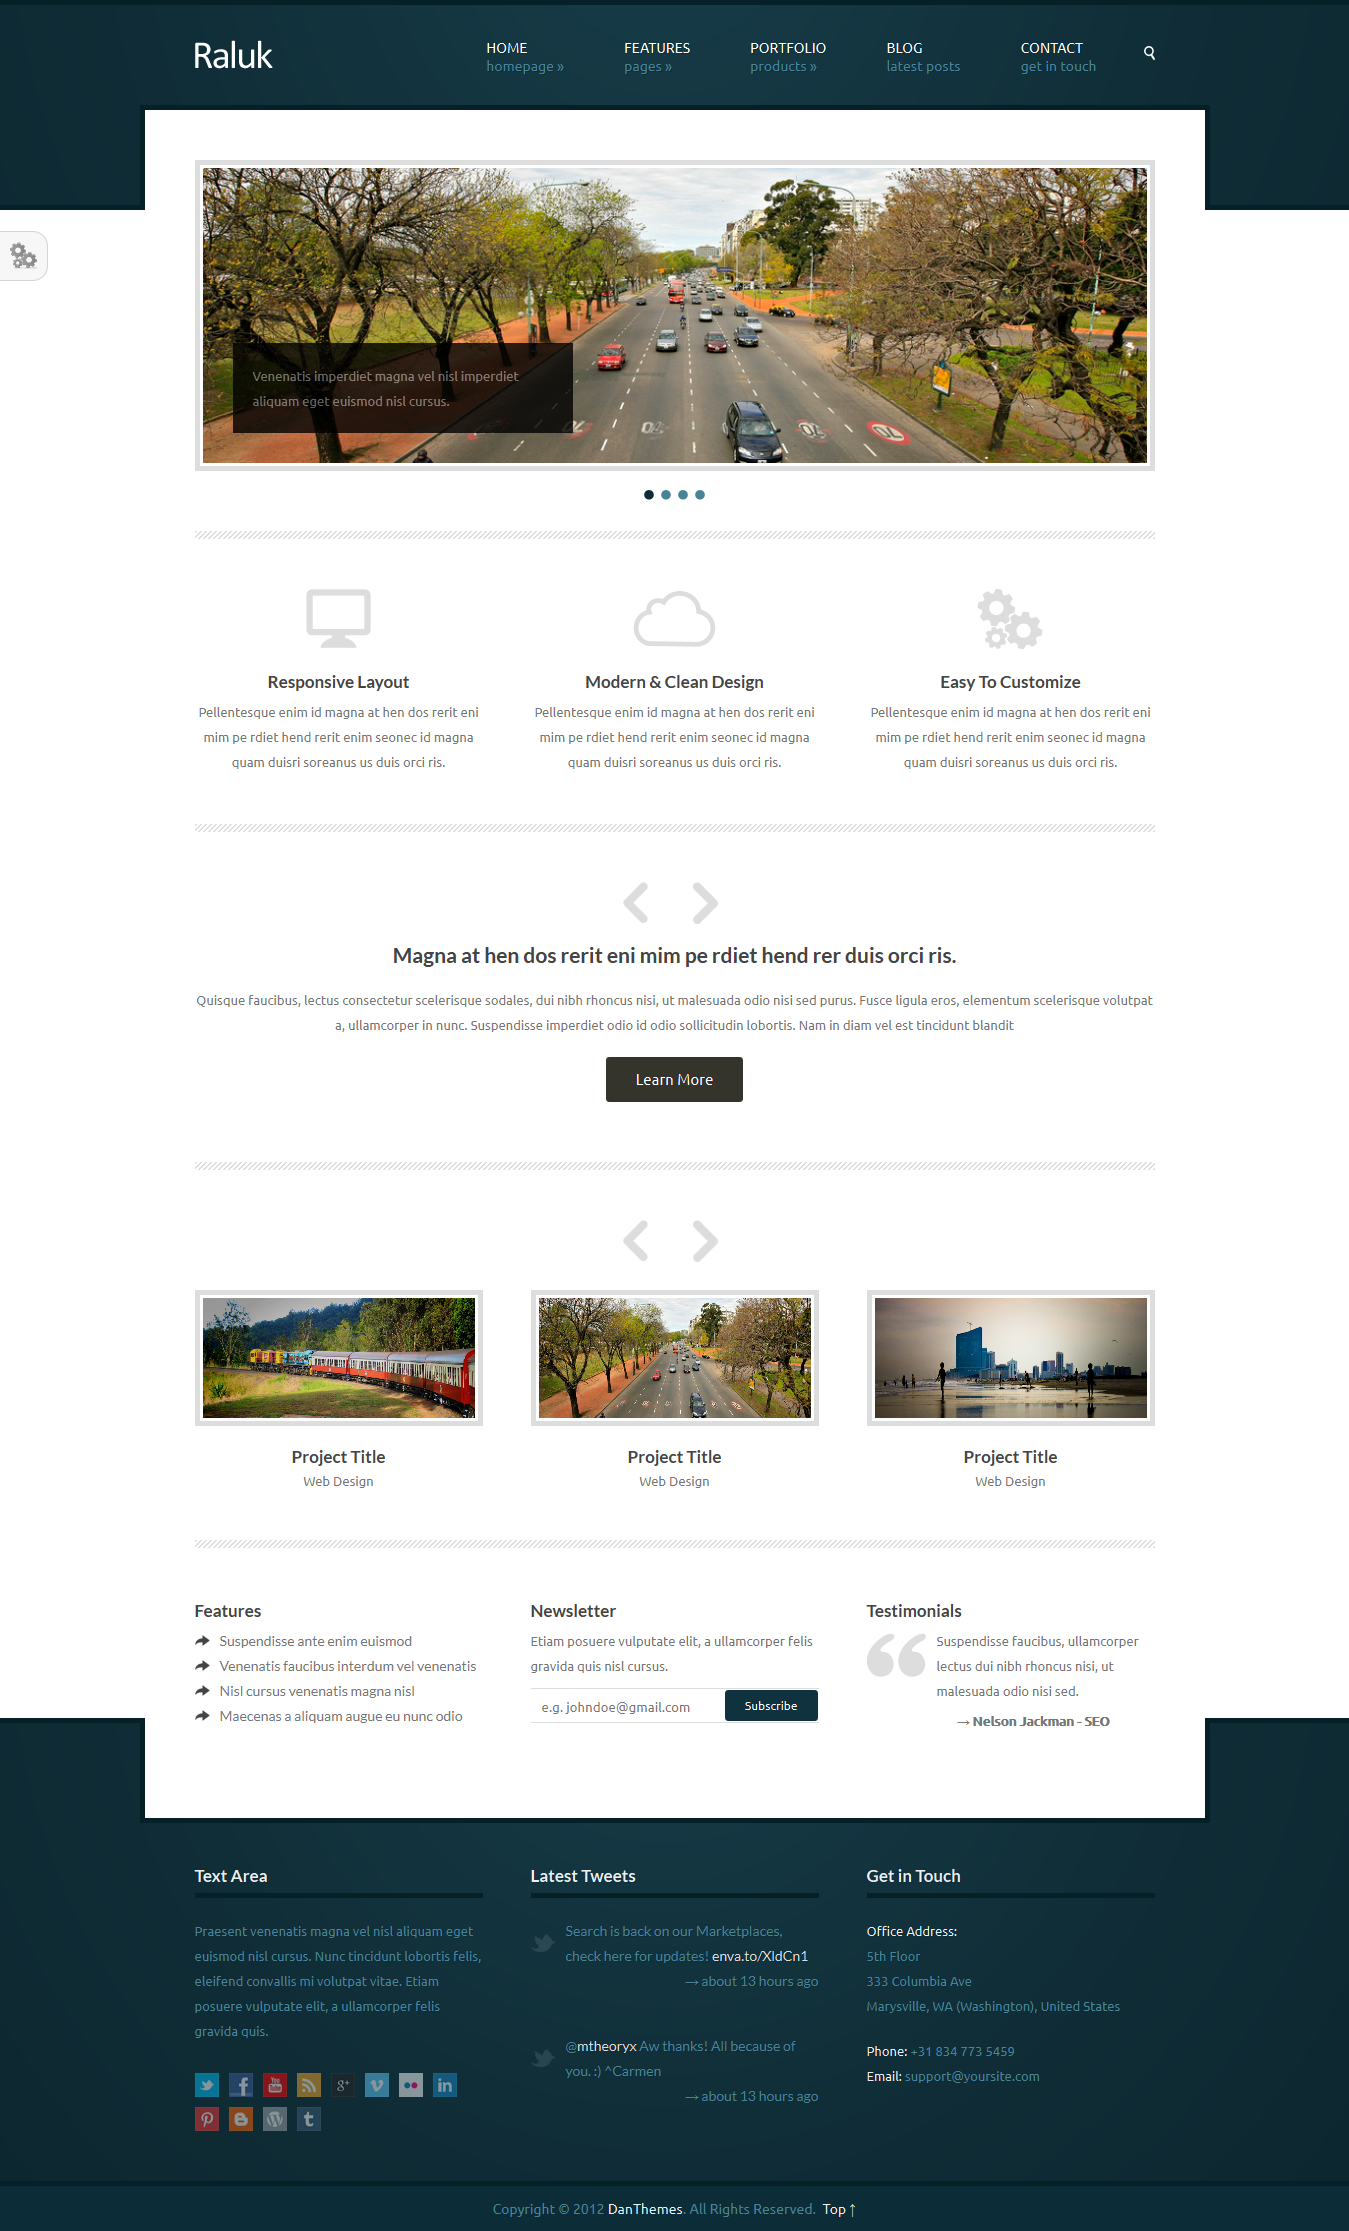 Raluk
HOME
homepage »
FEATURES
pages »
PORTFOLIO
products »
BLOG
latest posts
CONTACT
get in touch
Venenatis imperdiet magna vel nisl imperdiet
aliquam eget euismod nisl cursus.
Responsive Layout
Pellentesque enim id magna at hen dos rerit eni
mim pe rdiet hend rerit enim seonec id magna
quam duisri soreanus us duis orci ris.
Modern & Clean Design
Pellentesque enim id magna at hen dos rerit eni
mim pe rdiet hend rerit enim seonec id magna
quam duisri soreanus us duis orci ris.
Easy To Customize
Pellentesque enim id magna at hen dos rerit eni
mim pe rdiet hend rerit enim seonec id magna
quam duisri soreanus us duis orci ris.
Magna at hen dos rerit eni mim pe rdiet hend rer duis orci ris.
Quisque faucibus, lectus consectetur scelerisque sodales, dui nibh rhoncus nisi, ut malesuada odio nisi sed purus. Fusce ligula eros, elementum scelerisque volutpat
a, ullamcorper in nunc. Suspendisse imperdiet odio id odio sollicitudin lobortis. Nam in diam vel est tincidunt blandit
Learn More
Project Title
Web Design
Project Title
Web Design
Project Title
Web Design
Features
Suspendisse ante enim euismod
Venenatis faucibus interdum vel venenatis
Nisl cursus venenatis magna nisl
Maecenas a aliquam augue eu nunc odio
Newsletter
Etiam posuere vulputate elit, a ullamcorper felis
gravida quis nisl cursus.
e.g. johndoe@gmail.com
Subscribe
Testimonials
Suspendisse faucibus, ullamcorper
lectus dui nibh rhoncus nisi, ut
malesuada odio nisi sed.
→ Nelson Jackman - SEO
Text Area
Praesent venenatis magna vel nisl aliquam eget
euismod nisl cursus. Nunc tincidunt lobortis felis,
eleifend convallis mi volutpat vitae. Etiam
posuere vulputate elit, a ullamcorper felis
gravida quis.
Latest Tweets
Search is back on our Marketplaces,
check here for updates! enva.to/XldCn1
→ about 13 hours ago
@mtheoryx Aw thanks! All because of
you. :) ^Carmen
→ about 13 hours ago
Get in Touch
Office Address:
5th Floor
333 Columbia Ave
Marysville, WA (Washington), United States
Phone: +31 834 773 5459
Email: support@yoursite.com
Copyright © 2012 DanThemes. All Rights Reserved. Top ↑